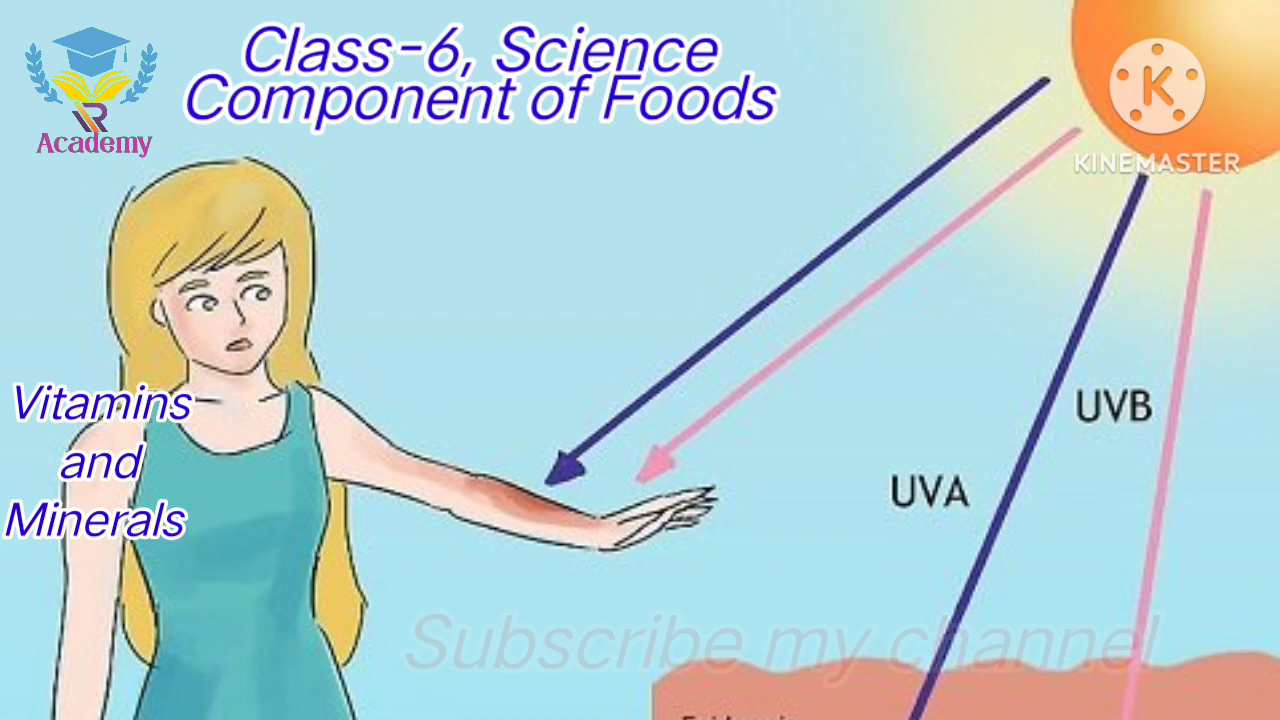 Class-6, Science
Component of Foods
R
Academy
K
KINEMASTER
Vitamins
and
Minerals
UVB
UVA
Subscribe my channel